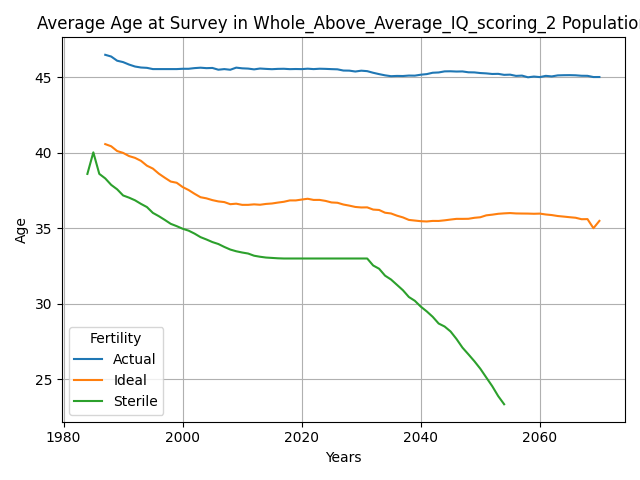 Average Age at Survey in Whole_Above_Average_IQ_scoring_2 Population
Age
45
40
35
30
25
Fertility
Actual
Ideal
Sterile
1980
2000
2020
2040
2060
Years